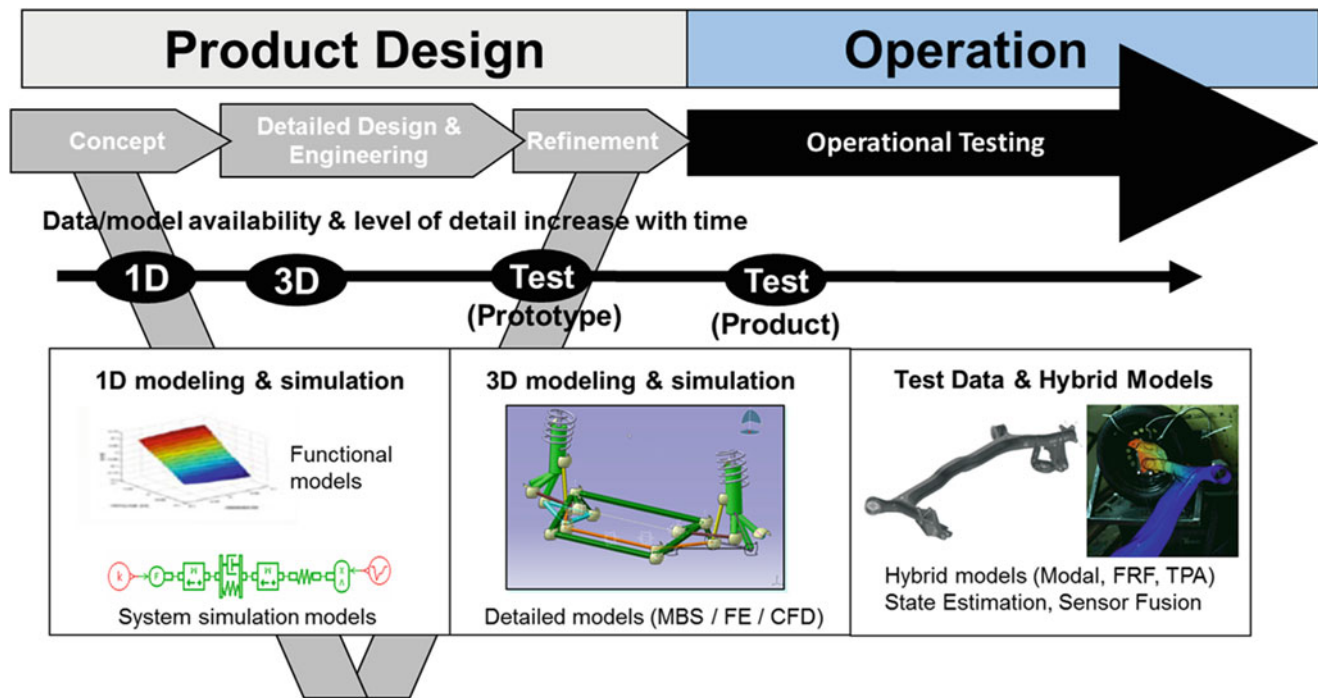 Product Design
Operation
Concept
Detailed Design &
Engineering
Refinement
Operational Testing
Data/model availability & level of detail increase with time
1D
3D
Test
(Prototype)
Test
(Product)
1D modeling & simulation
Functional
models
k
F
M
M
X
V
System simulation models
3D modeling & simulation
Detailed models (MBS / FE / CFD)
Test Data & Hybrid Models
Hybrid models (Modal, FRF, TPA)
State Estimation, Sensor Fusion